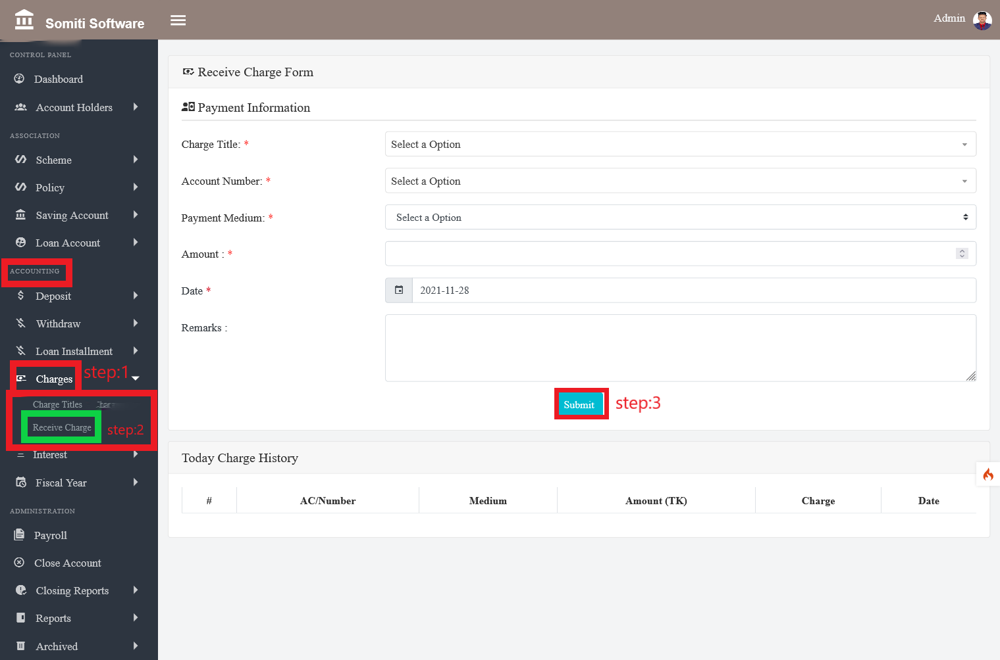 Somiti Software
Admin
CONTROL PANEL
Dashboard
Account Holders
ASSOCIATION
Scheme
Policy
Saving Account
Loan Account
ACCOUNTING
Deposit
Withdraw
Loan Installment
Charges step:1
Charge Titles
Receive Charge step:2
Interest
Fiscal Year
ADMINISTRATION
Payroll
Close Account
Closing Reports
Reports
Archived
Receive Charge Form
Payment Information
Charge Title: * Select a Option
Account Number: * Select a Option
Payment Medium: * Select a Option
Amount : *
Date * 2021-11-28
Remarks :
Submit step:3
Today Charge History
# AC/Number Medium Amount (TK) Charge Date